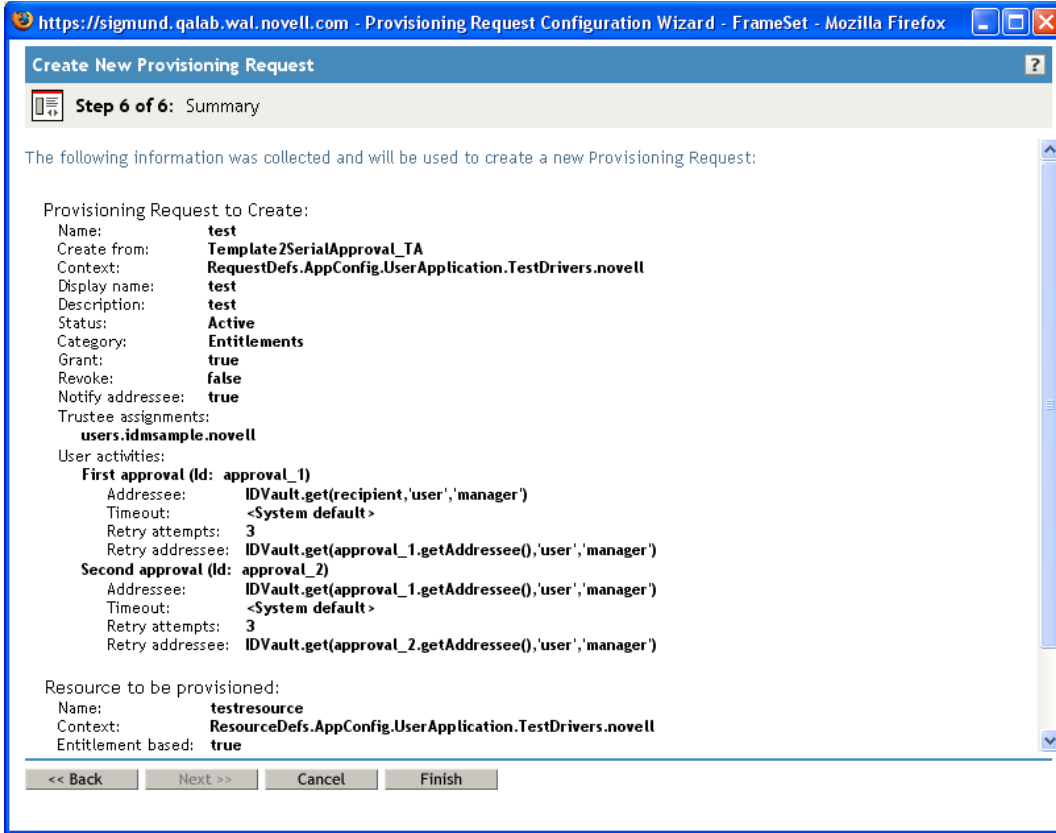 https://sigmund.qalab.wal.novell.com - Provisioning Request Configuration Wizard - FrameSet - Mozilla Firefox
Create New Provisioning Request ?
Step 6 of 6: Summary
The following information was collected and will be used to create a new Provisioning Request:
Provisioning Request to Create:
Name: test
Create from: Template2SerialApproval_TA
Context: RequestDefs.AppConfig.UserApplication.TestDrivers.novell
Display name: test
Description: test
Status: Active
Category: Entitlements
Grant: true
Revoke: false
Notify addressee: true
Trustee assignments:
users.idmsample.novell
User activities:
First approval (Id: approval_1)
Addressee: IDVault.get(recipient,'user','manager')
Timeout: <System default>
Retry attempts: 3
Retry addressee: IDVault.get(approval_1.getAddressee(),'user','manager')
Second approval (Id: approval_2)
Addressee: IDVault.get(approval_1.getAddressee(),'user','manager')
Timeout: <System default>
Retry attempts: 3
Retry addressee: IDVault.get(approval_2.getAddressee(),'user','manager')
Resource to be provisioned:
Name: testresource
Context: ResourceDefs.AppConfig.UserApplication.TestDrivers.novell
Entitlement based: true
<< Back Next >> Cancel Finish